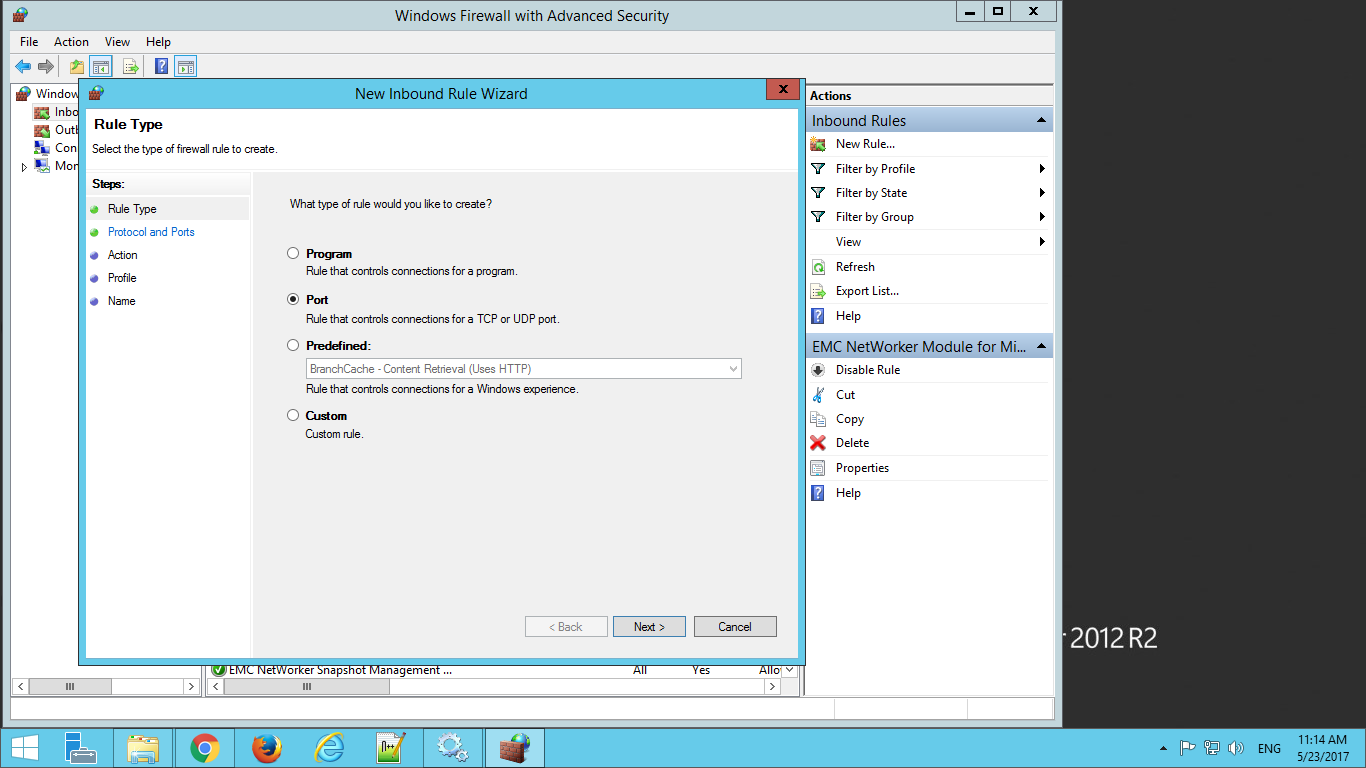 Windows Firewall with Advanced Security
File Action View Help
Window
Inbo
Outb
Con
Mon
New Inbound Rule Wizard
Rule Type
Select the type of firewall rule to create.
Steps:
Rule Type
Protocol and Ports
Action
Profile
Name
What type of rule would you like to create?
Program
Rule that controls connections for a program.
Port
Rule that controls connections for a TCP or UDP port.
Predefined:
BranchCache - Content Retrieval (Uses HTTP)
Rule that controls connections for a Windows experience.
Custom
Custom rule.
< Back Next > Cancel
EMC NetWorker Snapshot Management ... All Yes Allo
Actions
Inbound Rules
New Rule...
Filter by Profile
Filter by State
Filter by Group
View
Refresh
Export List...
Help
EMC NetWorker Module for Mi...
Disable Rule
Cut
Copy
Delete
Properties
Help
2012 R2
ENG
11:14 AM
5/23/2017